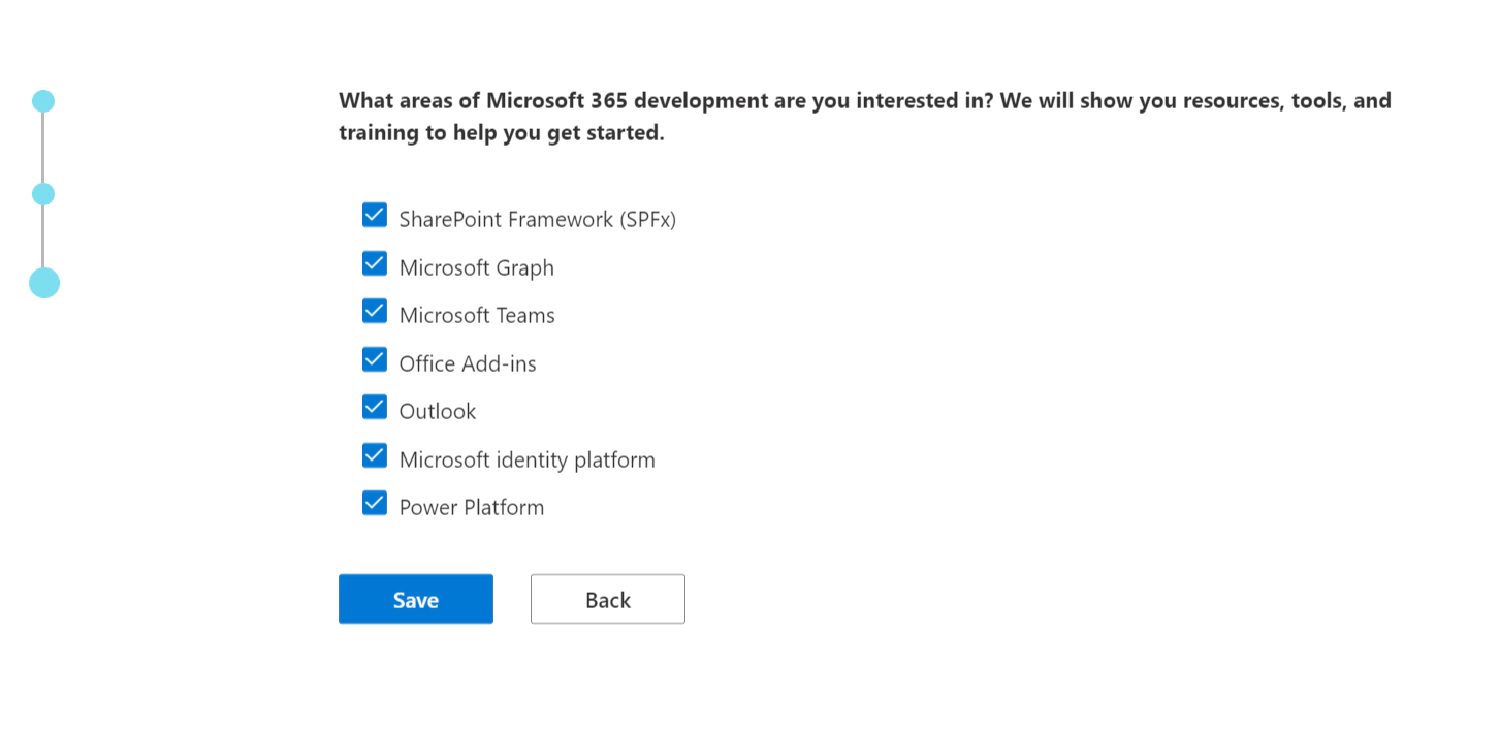 What areas of Microsoft 365 development are you interested in? We will show you resources, tools, and
training to help you get started.
SharePoint Framework (SPFx)
Microsoft Graph
Microsoft Teams
Office Add-ins
Outlook
Microsoft identity platform
Power Platform
Save
Back